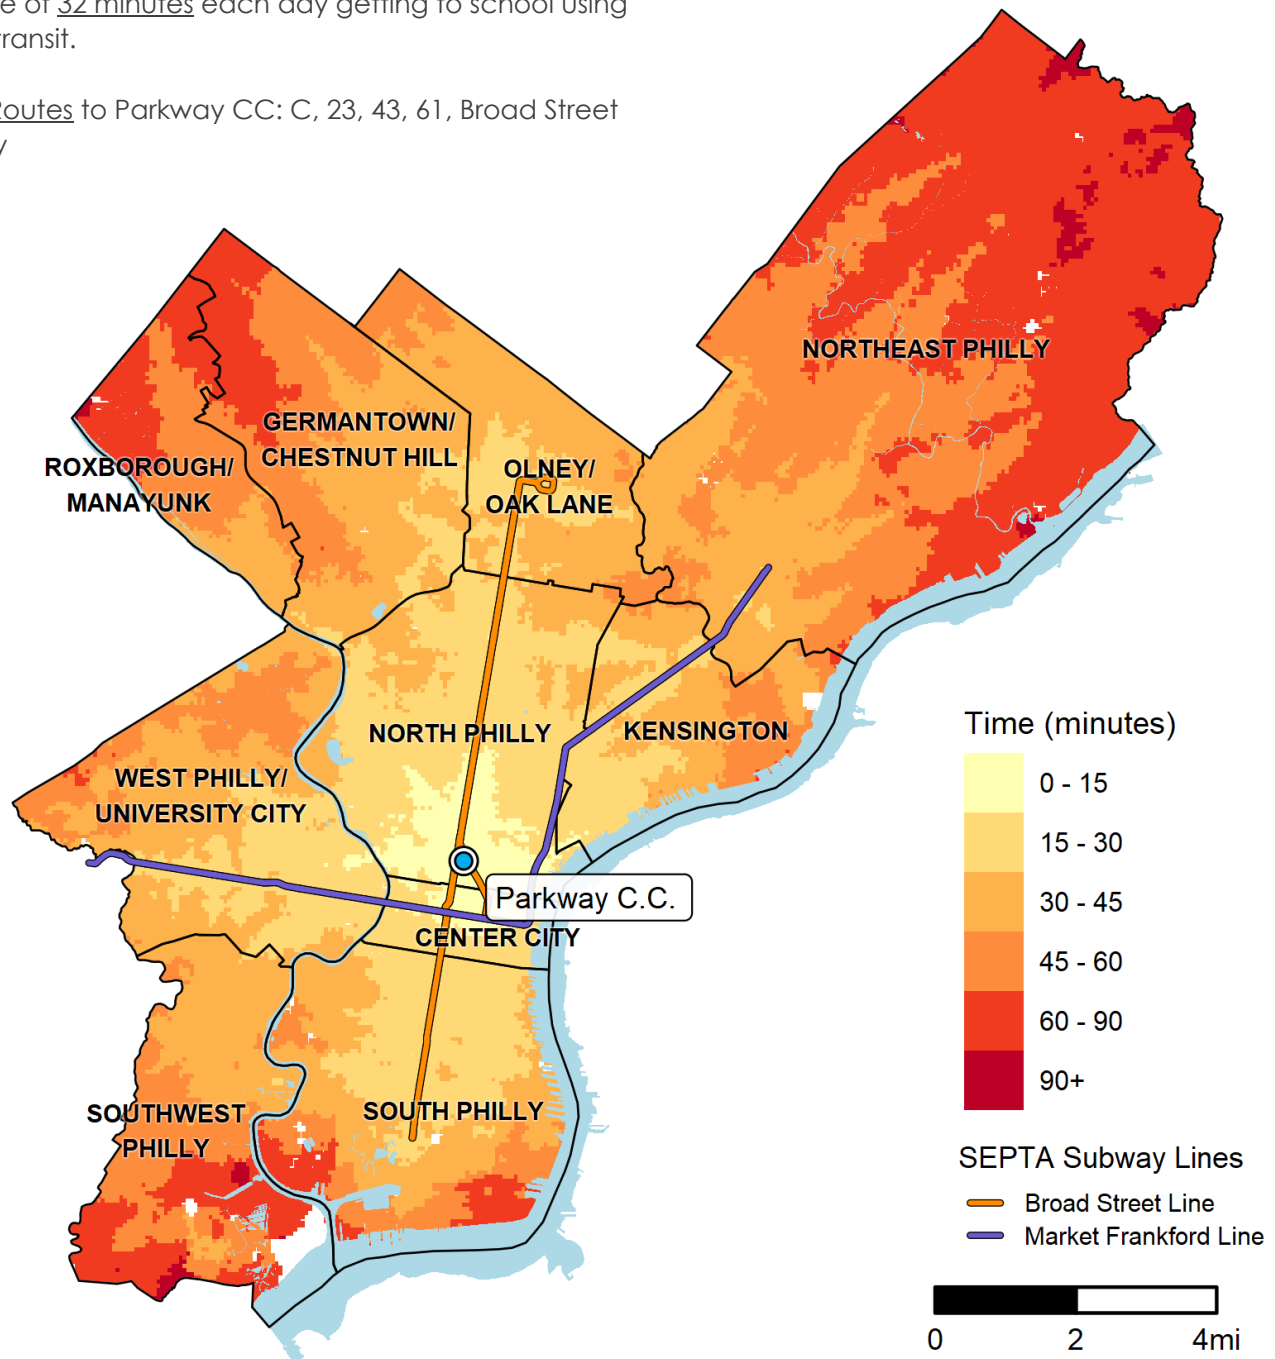 e of 32 minutes each day getting to school using
ransit.
Routes to Parkway CC: C, 23, 43, 61, Broad Street
y
NORTHEAST PHILLY
GERMANTOWN/
CHESTNUT HILL
ROXBOROUGH/
MANAYUNK
OLNEY/
OAK LANE
NORTH PHILLY
KENSINGTON
WEST PHILLY/
UNIVERSITY CITY
Parkway C.C.
CENTER CITY
SOUTHWEST
PHILLY
SOUTH PHILLY
Time (minutes)
0 - 15
15 - 30
30 - 45
45 - 60
60 - 90
90+
SEPTA Subway Lines
Broad Street Line
Market Frankford Line
0 2 4mi